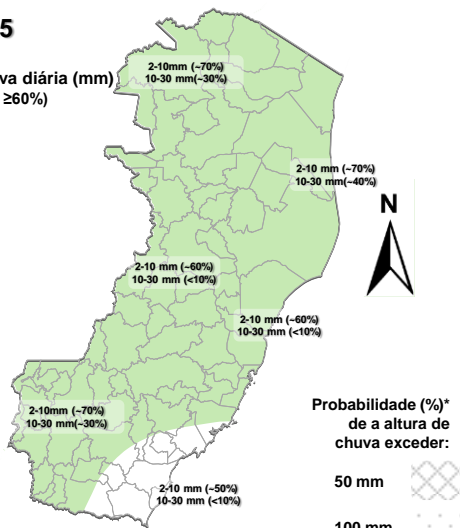 5
va diária (mm)
≥60%)
2-10mm (~70%)
10-30 mm(~30%)
2-10 mm (~70%)
10-30 mm(~40%)
N
2-10 mm (~60%)
10-30 mm (<10%)
2-10 mm (~60%)
10-30 mm (<10%)
2-10mm (~70%)
10-30 mm(~30%)
2-10 mm (~50%)
10-30 mm (<10%)
Probabilidade (%)*
de a altura de
chuva exceder:
50 mm
100 mm